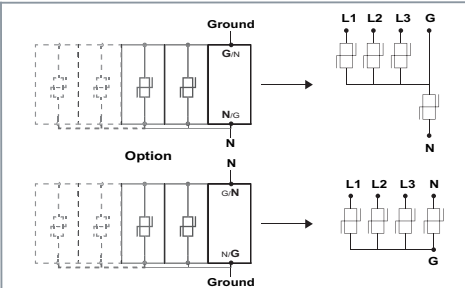 Ground
L1 L2 L3 G
G/N
N/G
N
N
Option
N
L1 L2 L3 N
G/N
N/G
G
Ground